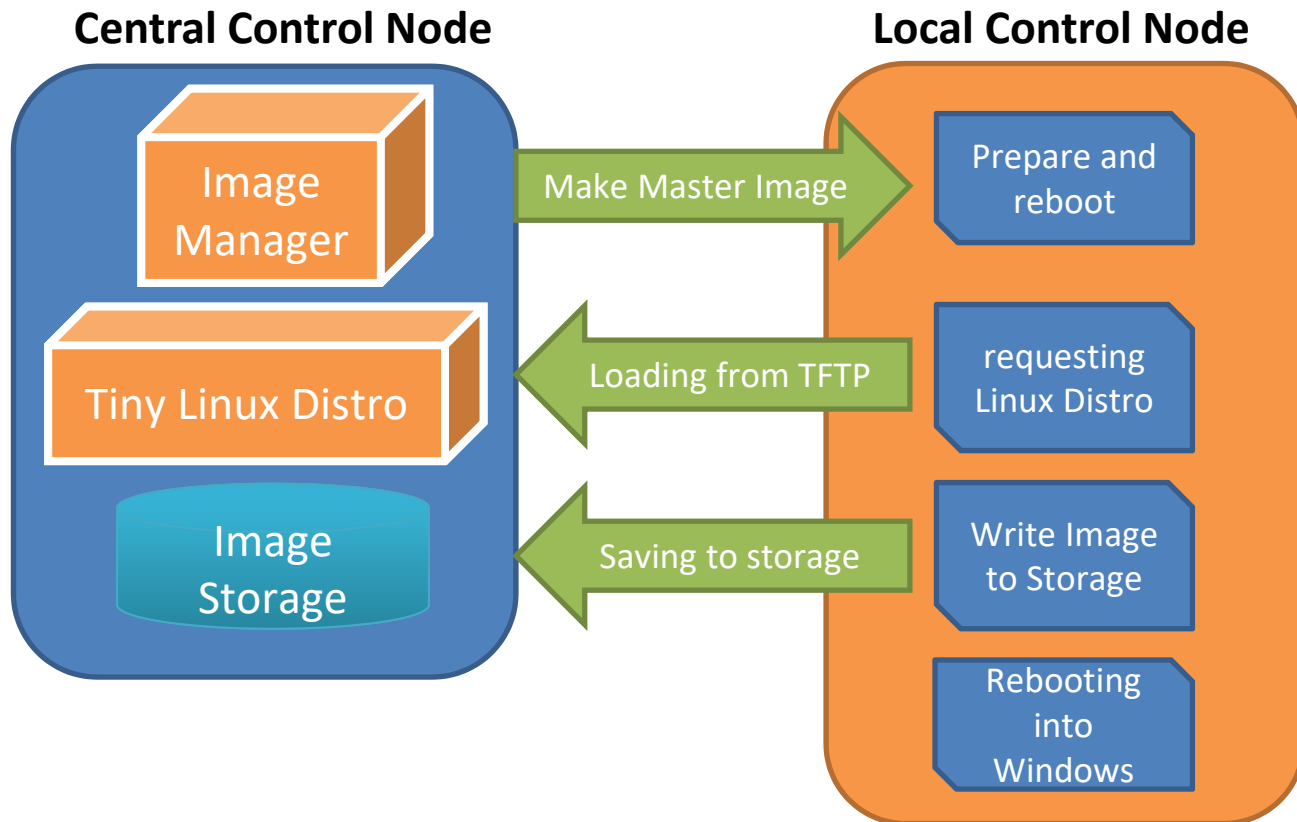 Central Control Node
Local Control Node
Image
Manager
Make Master Image
Prepare and
reboot
Tiny Linux Distro
Loading from TFTP
requesting
Linux Distro
Image
Storage
Saving to storage
Write Image
to Storage
Rebooting
into
Windows